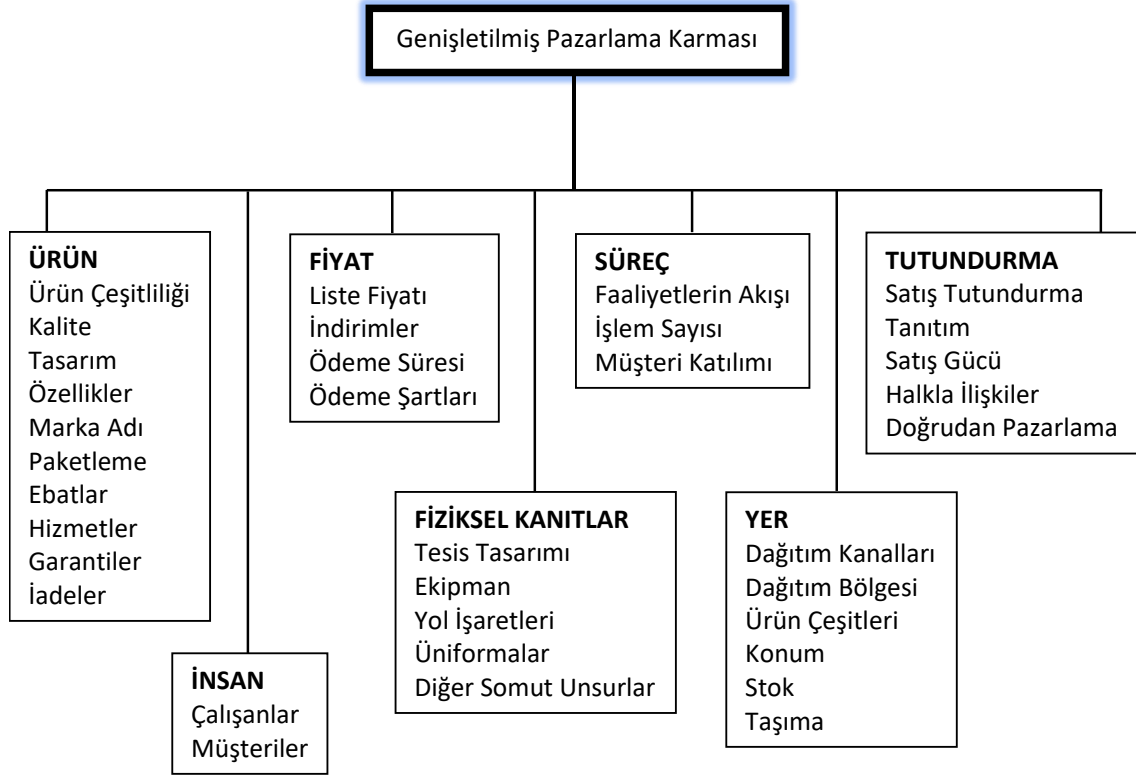 Genişletilmiş Pazarlama Karması
ÜRÜN
Ürün Çeşitliliği
Kalite
Tasarım
Özellikler
Marka Adı
Paketleme
Ebatlar
Hizmetler
Garantiler
İadeler
İNSAN
Çalışanlar
Müşteriler
FİYAT
Liste Fiyatı
İndirimler
Ödeme Süresi
Ödeme Şartları
FİZİKSEL KANITLAR
Tesis Tasarımı
Ekipman
Yol İşaretleri
Üniformalar
Diğer Somut Unsurlar
SÜREÇ
Faaliyetlerin Akışı
İşlem Sayısı
Müşteri Katılımı
YER
Dağıtım Kanalları
Dağıtım Bölgesi
Ürün Çeşitleri
Konum
Stok
Taşıma
TUTUNDURMA
Satış Tutundurma
Tanıtım
Satış Gücü
Halkla İlişkiler
Doğrudan Pazarlama